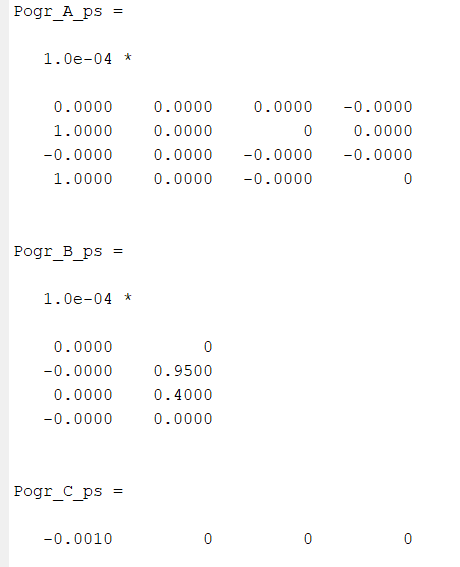 Pogr_A_ps =
1.0e-04 *
0.0000 0.0000 0.0000 -0.0000
1.0000 0.0000 0 0.0000
-0.0000 0.0000 -0.0000 -0.0000
1.0000 0.0000 -0.0000 0
Pogr_B_ps =
1.0e-04 *
0.0000 0
-0.0000 0.9500
0.0000 0.4000
-0.0000 0.0000
Pogr_C_ps =
-0.0010 0 0 0